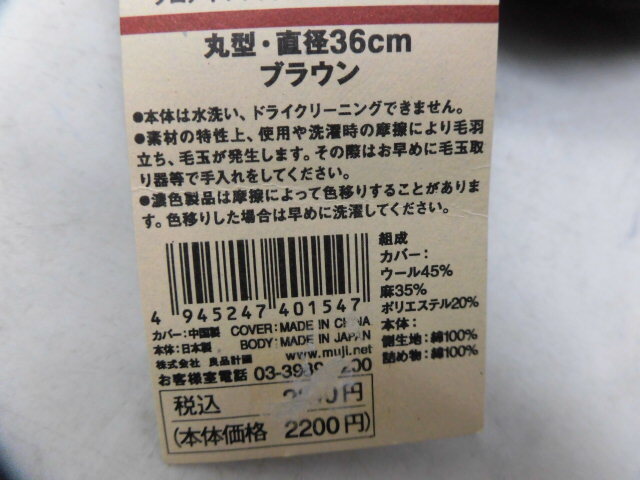 丸型・直径36cm
ブラウン
●本体は水洗い、ドライクリーニングできません。
●素材の特性上、使用や洗濯時の摩擦により毛羽
立ち、毛玉が発生します。その際はお早めに毛玉取
り器等で手入れをしてください。
●濃色製品は摩擦によって色移りすることがありま
す。色移りした場合は早めに洗濯してください。
4 945247 401547
カバー:中国製 COVER:MADE IN CHINA
本体:日本製 BODY:MADE IN JAPAN
株式会社 良品計画 www.muji.net
お客様室電話 03-3989 200
税込 円
(本体価格 2200円)
組成
カバー:
ウール45%
麻35%
ポリエステル20%
本体:
側生地:綿100%
詰め物:綿100%